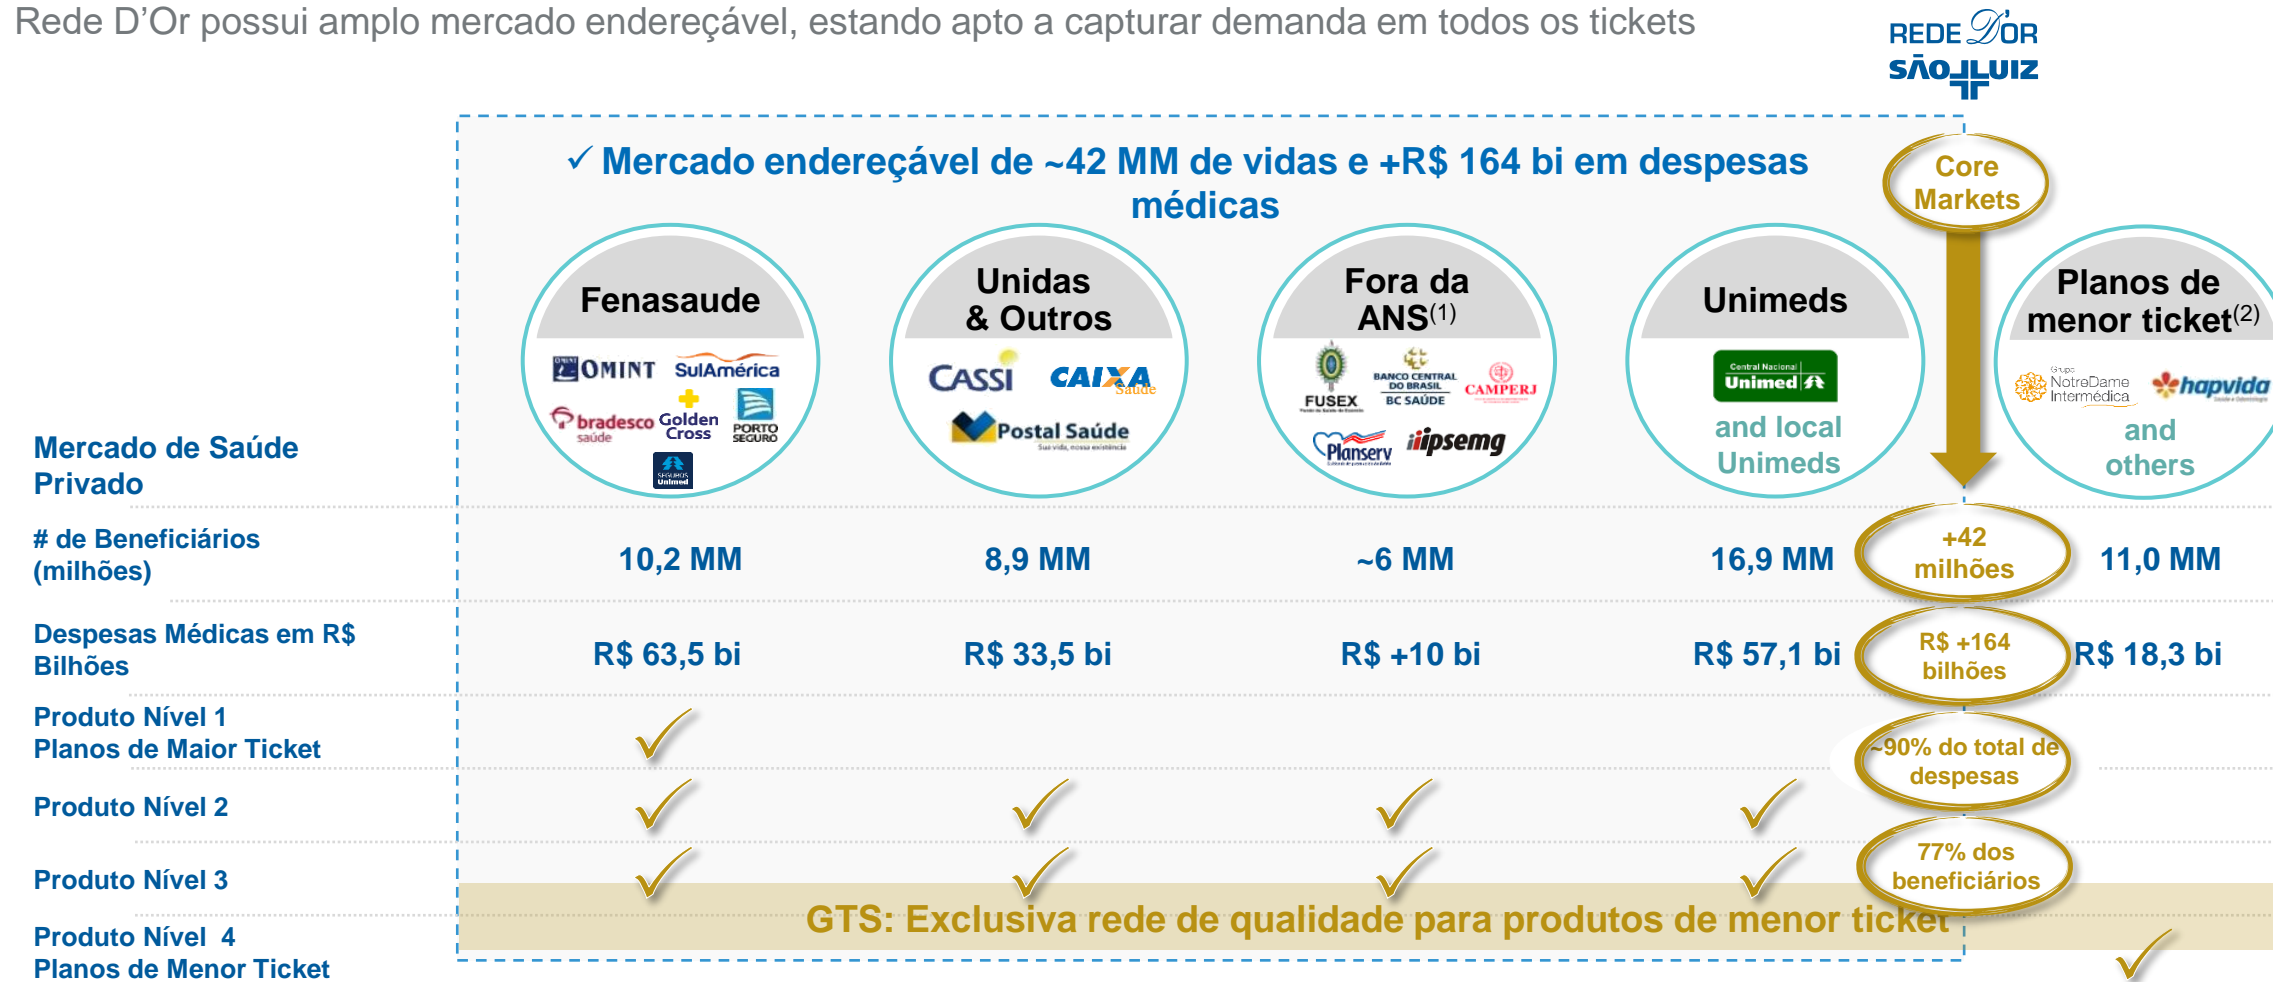 Rede D’Or possui amplo mercado endereçável, estando apto a capturar demanda em todos os tickets
REDE D'OR
SÃO LUIZ
✓ Mercado endereçável de ~42 MM de vidas e +R$ 164 bi em despesas
médicas
Core
Markets
Fenasaude
Unidas
& Outros
Fora da
ANS(1)
Unimeds
Planos de
menor ticket(2)
OMINT
SulAmérica
bradesco
saúde
Golden
Cross
PORTO
SEGURO
SEGUROS
Unimed
CASSI
CAIXA
Saúde
Postal Saúde
Sua vida, nossa existência
FUSEX
BANCO CENTRAL
DO BRASIL
BC SAÚDE
CAMPERJ
Planserv
ipsemg
Central Nacional
Unimed
and local
Unimeds
Grupo
NotreDame
Intermédica
hapvida
and
others
Mercado de Saúde
Privado
# de Beneficiários
(milhões)
10,2 MM
8,9 MM
~6 MM
16,9 MM
+42
milhões
11,0 MM
Despesas Médicas em R$
Bilhões
R$ 63,5 bi
R$ 33,5 bi
R$ +10 bi
R$ 57,1 bi
R$ +164
bilhões
R$ 18,3 bi
Produto Nível 1
Planos de Maior Ticket
~90% do total de
despesas
Produto Nível 2
Produto Nível 3
77% dos
beneficiários
GTS: Exclusiva rede de qualidade para produtos de menor ticket
Produto Nível 4
Planos de Menor Ticket